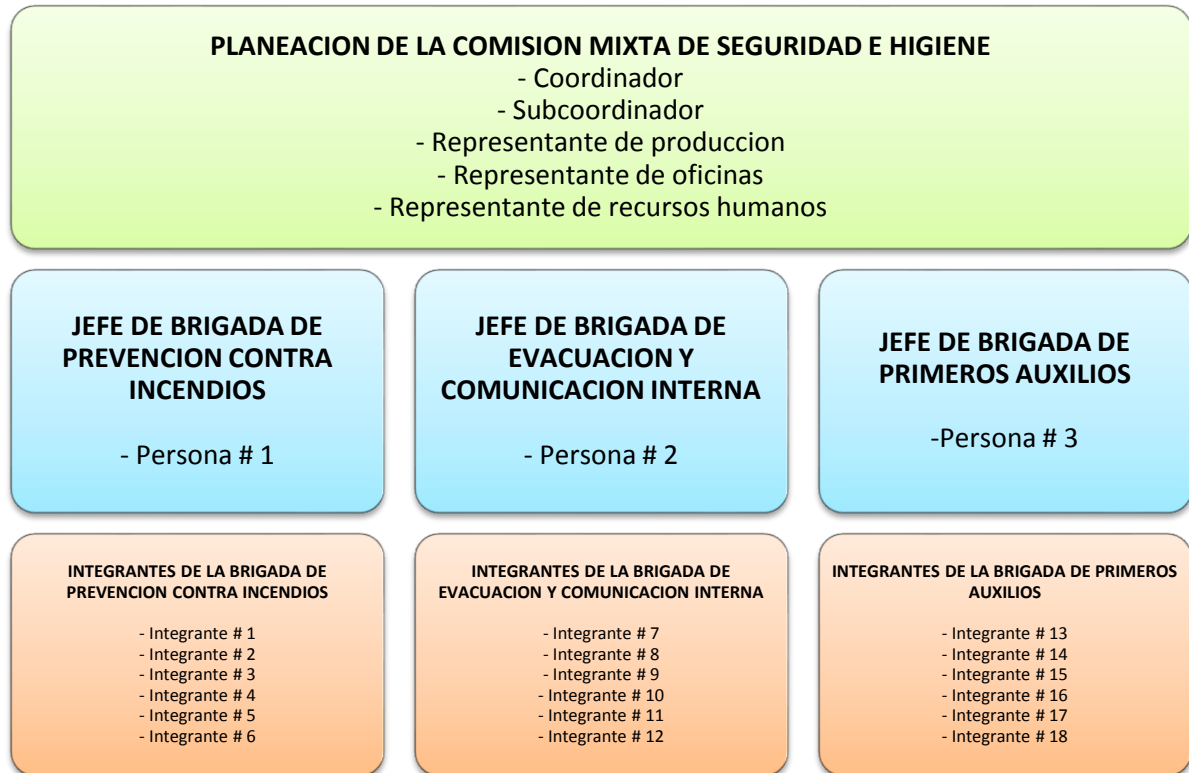 PLANEACION DE LA COMISION MIXTA DE SEGURIDAD E HIGIENE
- Coordinador
- Subcoordinador
- Representante de produccion
- Representante de oficinas
- Representante de recursos humanos
JEFE DE BRIGADA DE
PREVENCION CONTRA
INCENDIOS
- Persona # 1
JEFE DE BRIGADA DE
EVACUACION Y
COMUNICACION INTERNA
- Persona # 2
JEFE DE BRIGADA DE
PRIMEROS AUXILIOS
-Persona # 3
INTEGRANTES DE LA BRIGADA DE
PREVENCION CONTRA INCENDIOS
- Integrante # 1
- Integrante # 2
- Integrante # 3
- Integrante # 4
- Integrante # 5
- Integrante # 6
INTEGRANTES DE LA BRIGADA DE
EVACUACION Y COMUNICACION INTERNA
- Integrante # 7
- Integrante # 8
- Integrante # 9
- Integrante # 10
- Integrante # 11
- Integrante # 12
INTEGRANTES DE LA BRIGADA DE PRIMEROS
AUXILIOS
- Integrante # 13
- Integrante # 14
- Integrante # 15
- Integrante # 16
- Integrante # 17
- Integrante # 18